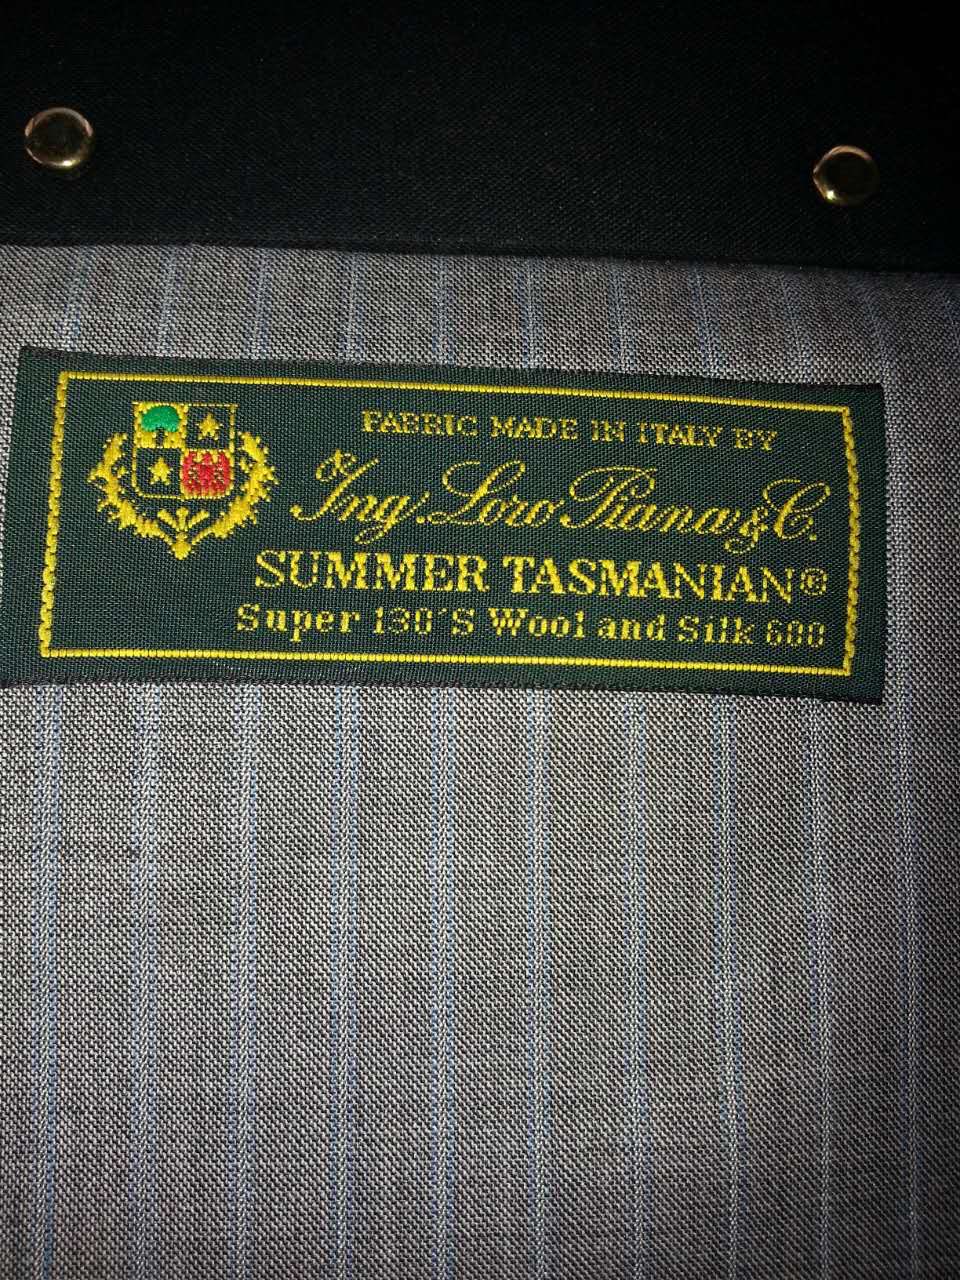 FABRIC MADE IN ITALY BY
Ing. Loro Piana & C.
SUMMER TASMANIAN®
Super 130'S Wool and Silk 600